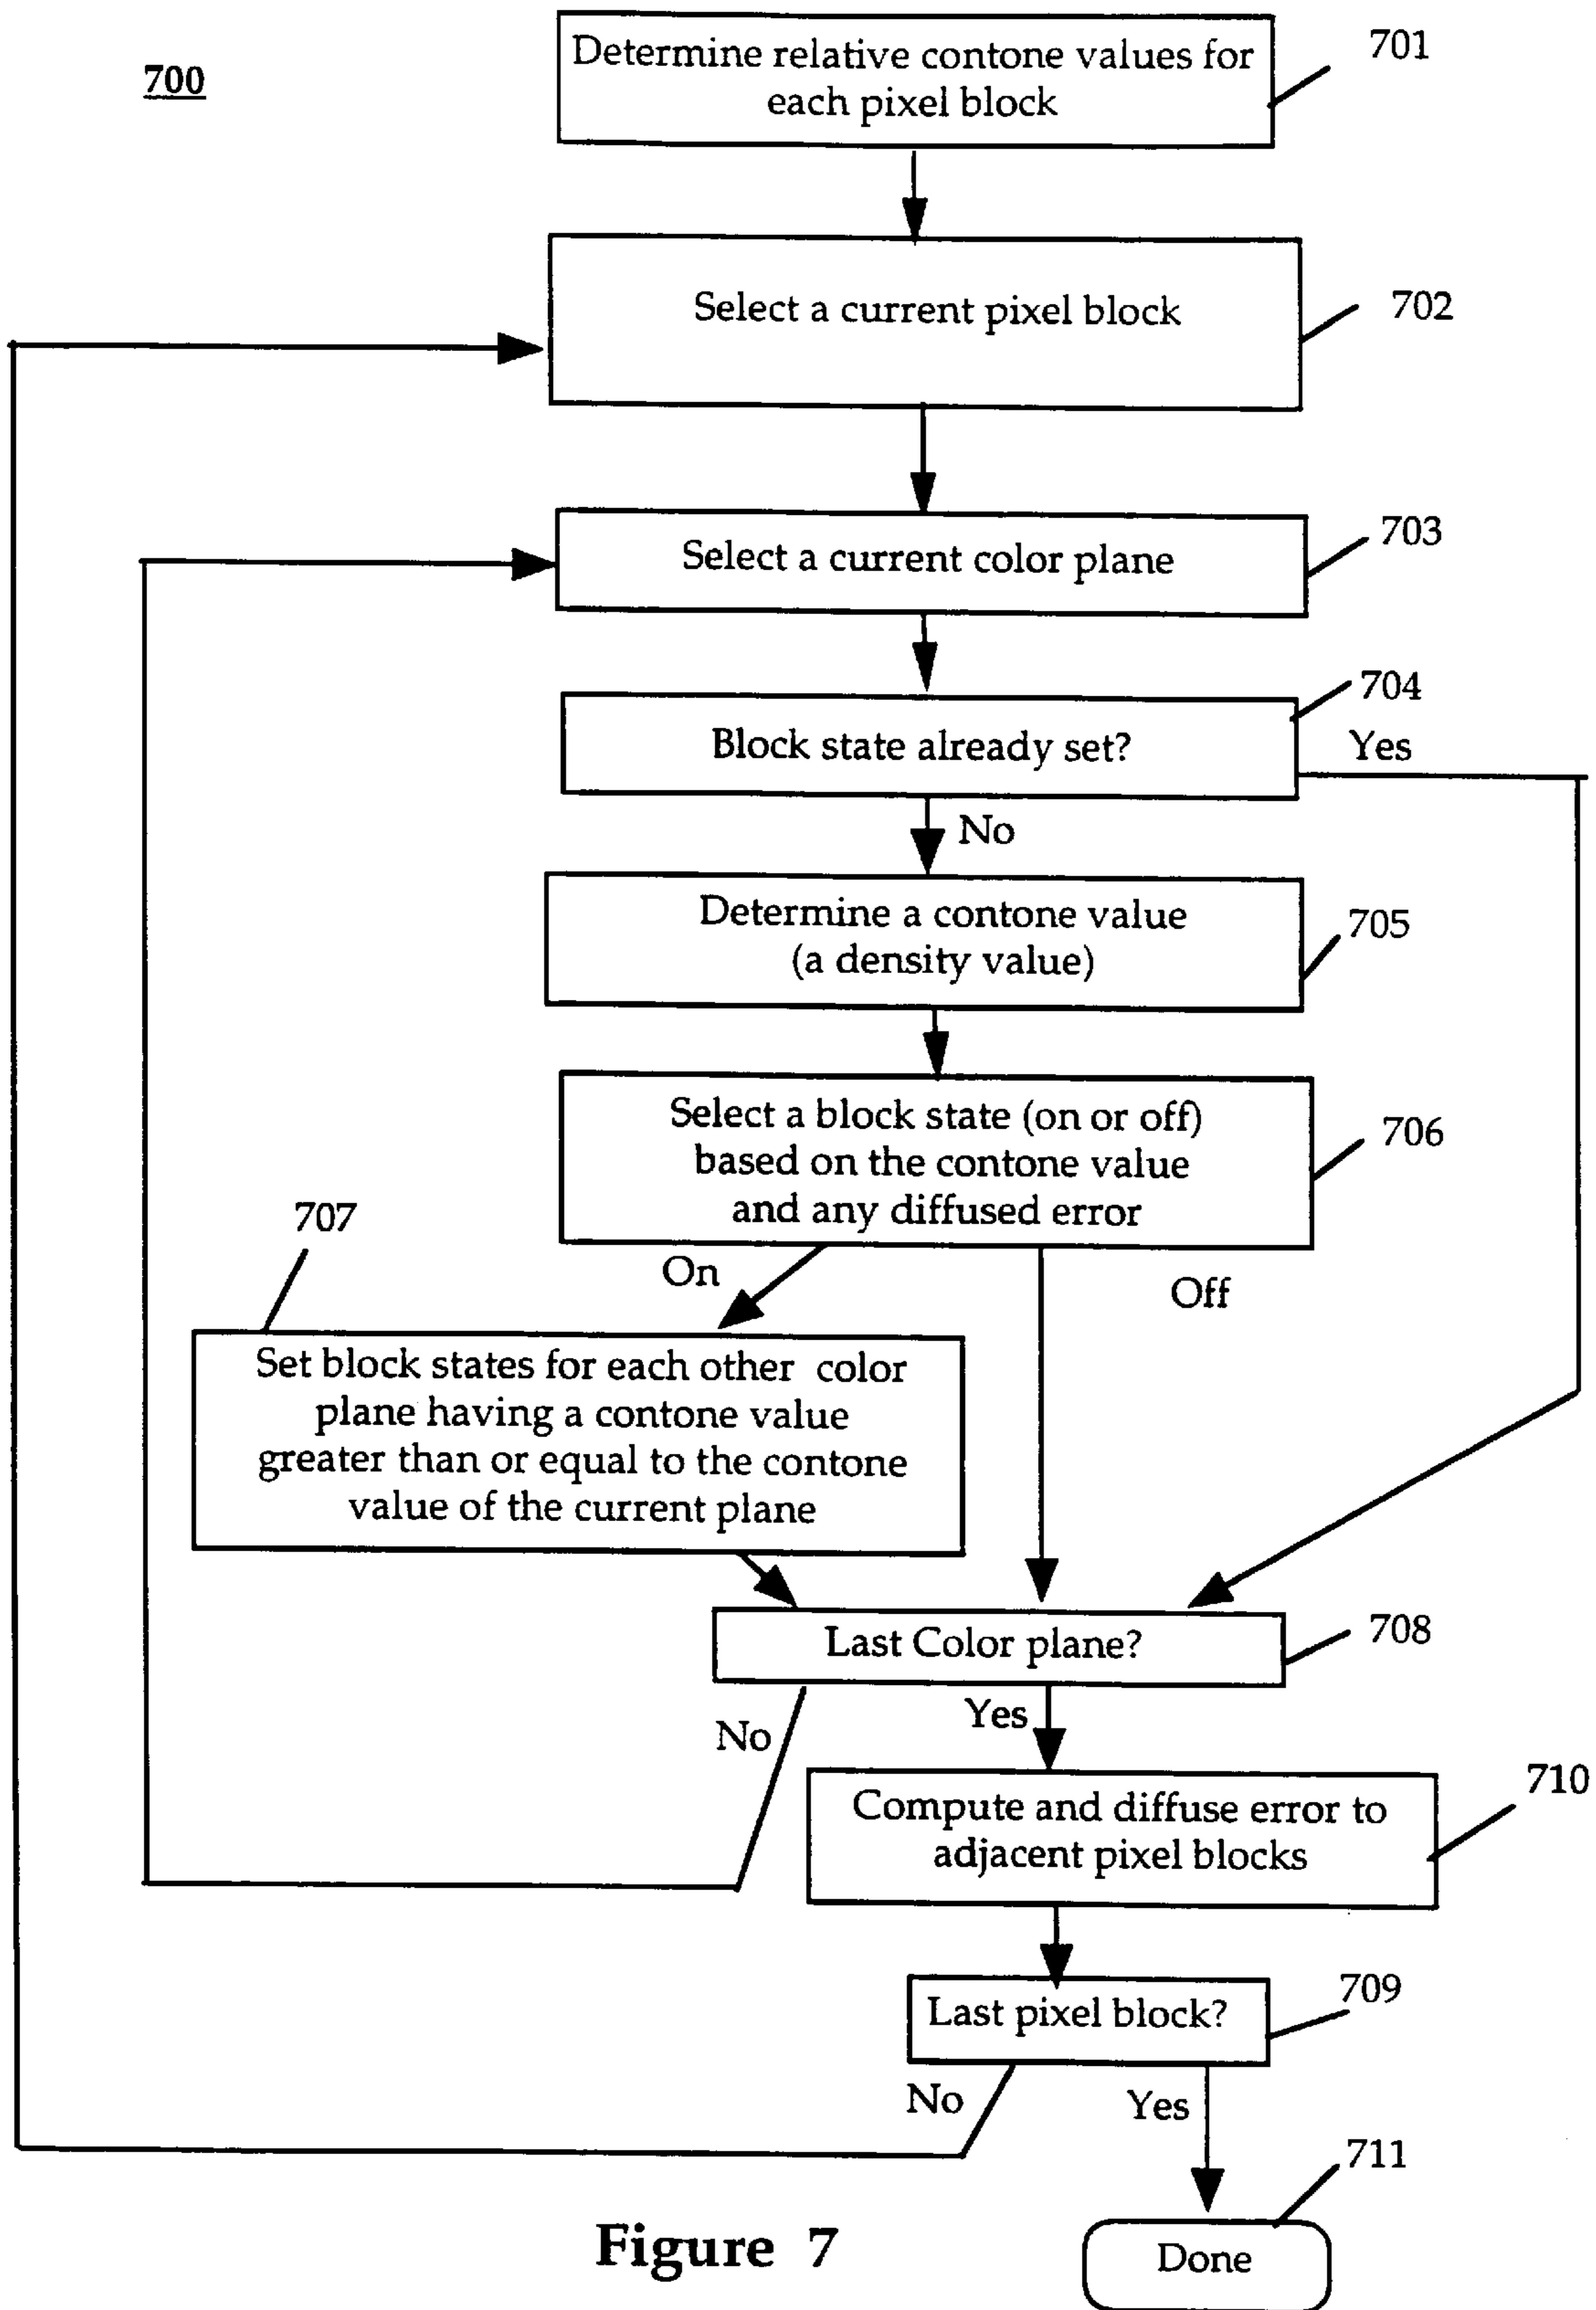 700
Determine relative contone values for
each pixel block
701
Select a current pixel block
702
Select a current color plane
703
704
Block state already set?
Yes
No
Determine a contone value
(a density value)
705
Select a block state (on or off)
based on the contone value
and any diffused error
706
707
On
Off
Set block states for each other color
plane having a contone value
greater than or equal to the contone
value of the current plane
Last Color plane?
708
No
Yes
Compute and diffuse error to
adjacent pixel blocks
710
Last pixel block?
709
No
Yes
711
Done
Figure 7